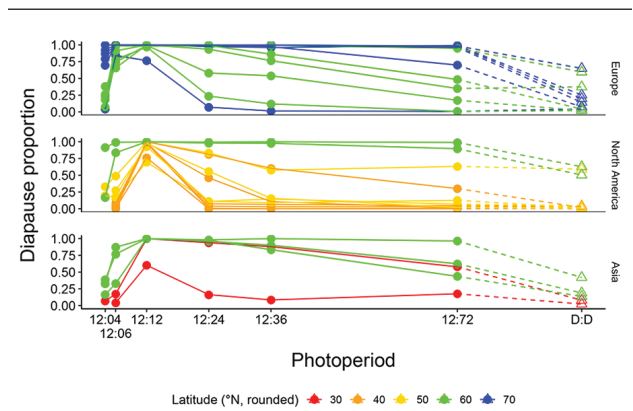 1.00
0.75
0.50
0.25
0.00
Europe
1.00
0.75
0.50
0.25
0.00
North America
1.00
0.75
0.50
0.25
0.00
Asia
Diapause proportion
12:04 12:12 12:24 12:36 12:72 D:D
12:06
Photoperiod
Latitude (°N, rounded) 30 40 50 60 70